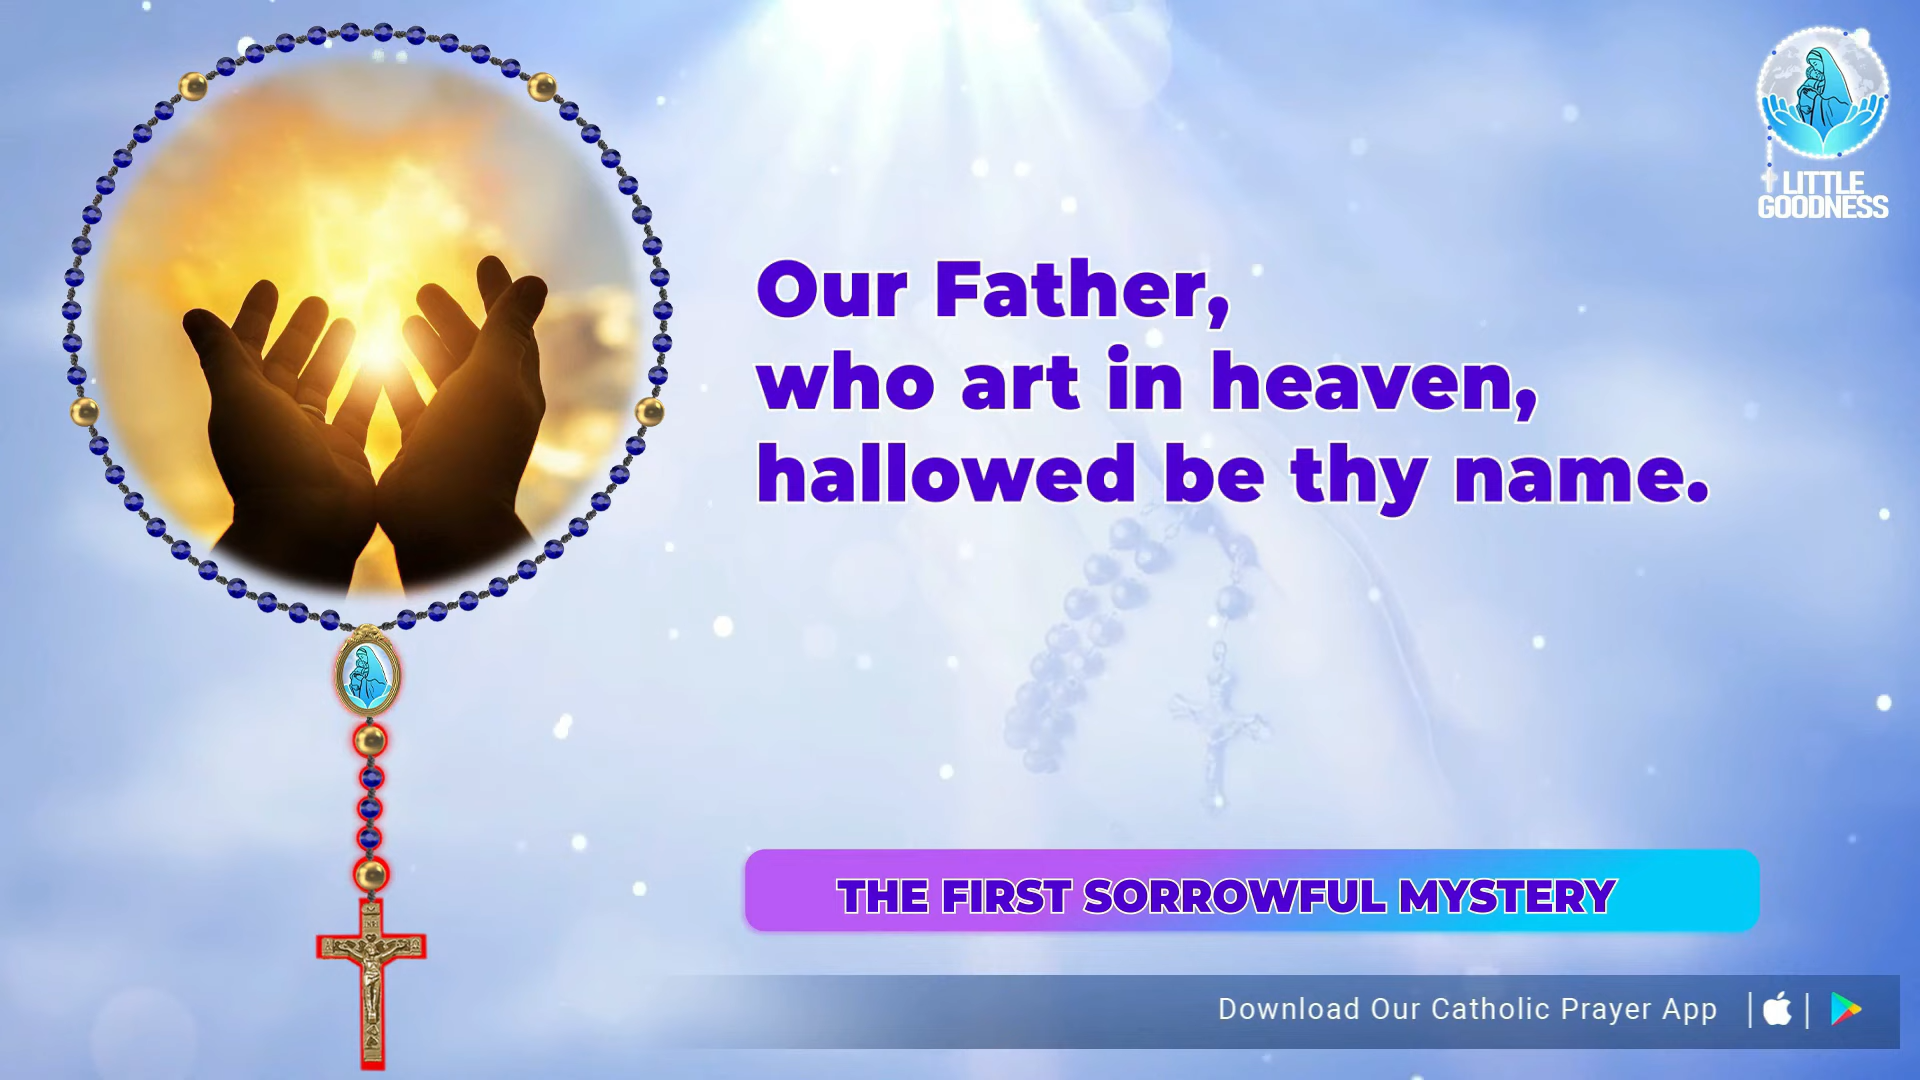 LITTLE
GOODNESS
Our Father,
who art in heaven,
hallowed be thy name.
THE FIRST SORROWFUL MYSTERY
Download Our Catholic Prayer App